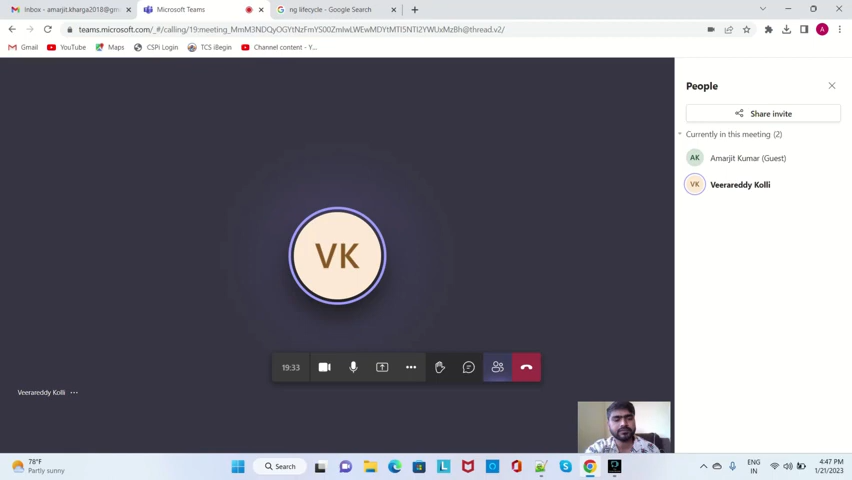 Inbox - amarjit.kharga2018@gm
Microsoft Teams
ng lifecycle - Google Search
teams.microsoft.com/_#/calling/19:meeting_MmM3NDQyOGYtNzFmYS00ZmIwLWEwMDYtMTI5NTI2YWUxMzBh@thread.v2/
A
Gmail
YouTube
Maps
CSPi Login
TCS iBegin
Channel content - Y...
People
Share invite
Currently in this meeting (2)
AK
Amarjit Kumar (Guest)
VK
Veerareddy Kolli
VK
19:33
Veerareddy Kolli
78°F
Partly sunny
Search
ENG
IN
4:47 PM
1/21/2023